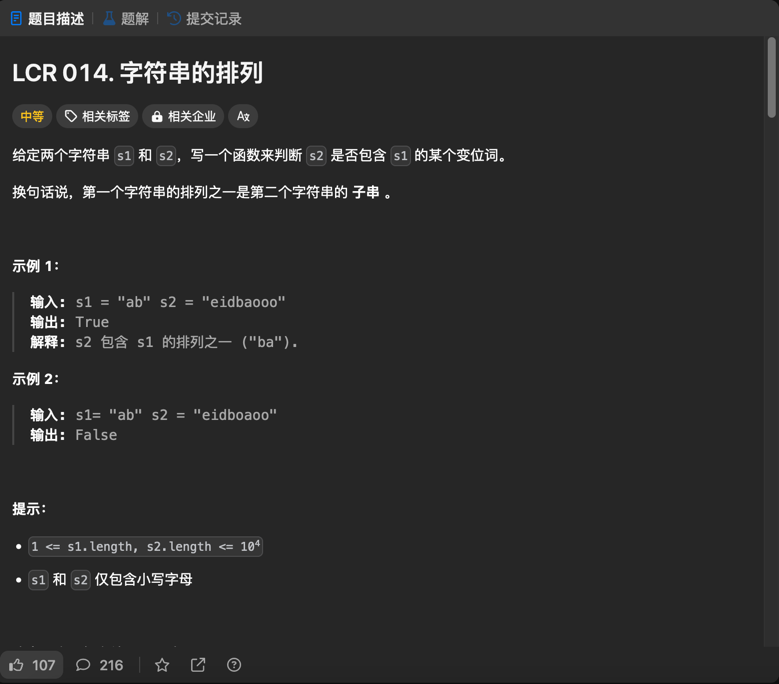 题目描述 题解 提交记录
LCR 014. 字符串的排列
中等 相关标签 相关企业 Ax
给定两个字符串 s1 和 s2，写一个函数来判断 s2 是否包含 s1 的某个变位词。
换句话说，第一个字符串的排列之一是第二个字符串的 子串 。
示例 1：
输入: s1 = "ab" s2 = "eidbaooo"
输出: True
解释: s2 包含 s1 的排列之一 ("ba").
示例 2：
输入: s1= "ab" s2 = "eidboaoo"
输出: False
提示：
1 <= s1.length, s2.length <= 10⁴
s1 和 s2 仅包含小写字母
107 216